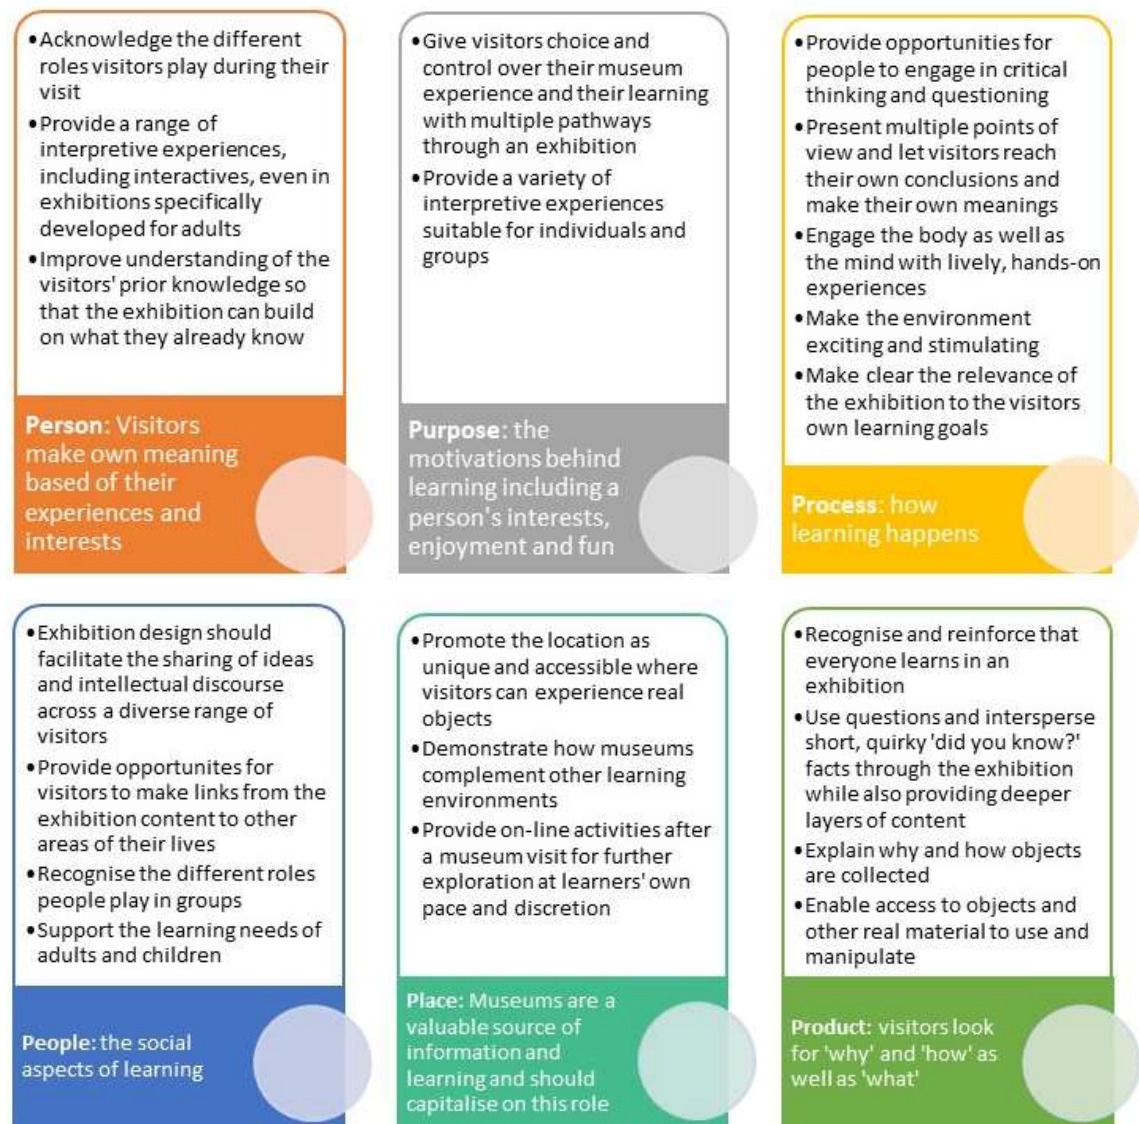 •Acknowledge the different
roles visitors play during their
visit
•Provide a range of
interpretive experiences,
including interactives, even in
exhibitions specifically
developed for adults
•Improve understanding of the
visitors' prior knowledge so
that the exhibition can build
on what they already know
Person: Visitors
make own meaning
based of their
experiences and
interests
•Give visitors choice and
control over their museum
experience and their learning
with multiple pathways
through an exhibition
•Provide a variety of
interpretive experiences
suitable for individuals and
groups
Purpose: the
motivations behind
learning including a
person's interests,
enjoyment and fun
•Provide opportunities for
people to engage in critical
thinking and questioning
•Present multiple points of
view and let visitors reach
their own conclusions and
make their own meanings
•Engage the body as well as
the mind with lively, hands-on
experiences
•Make the environment
exciting and stimulating
•Make clear the relevance of
the exhibition to the visitors
own learning goals
Process: how
learning happens
•Exhibition design should
facilitate the sharing of ideas
and intellectual discourse
across a diverse range of
visitors
•Provide opportunites for
visitors to make links from the
exhibition content to other
areas of their lives
•Recognise the different roles
people play in groups
•Support the learning needs of
adults and children
People: the social
aspects of learning
•Promote the location as
unique and accessible where
visitors can experience real
objects
•Demonstrate how museums
complement other learning
environments
•Provide on-line activities after
a museum visit for further
exploration at learners' own
pace and discretion
Place: Museums are a
valuable source of
information and
learning and should
capitalise on this role
•Recognise and reinforce that
everyone learns in an
exhibition
•Use questions and intersperse
short, quirky 'did you know?'
facts through the exhibition
while also providing deeper
layers of content
•Explain why and how objects
are collected
•Enable access to objects and
other real material to use and
manipulate
Product: visitors look
for 'why' and 'how' as
well as 'what'